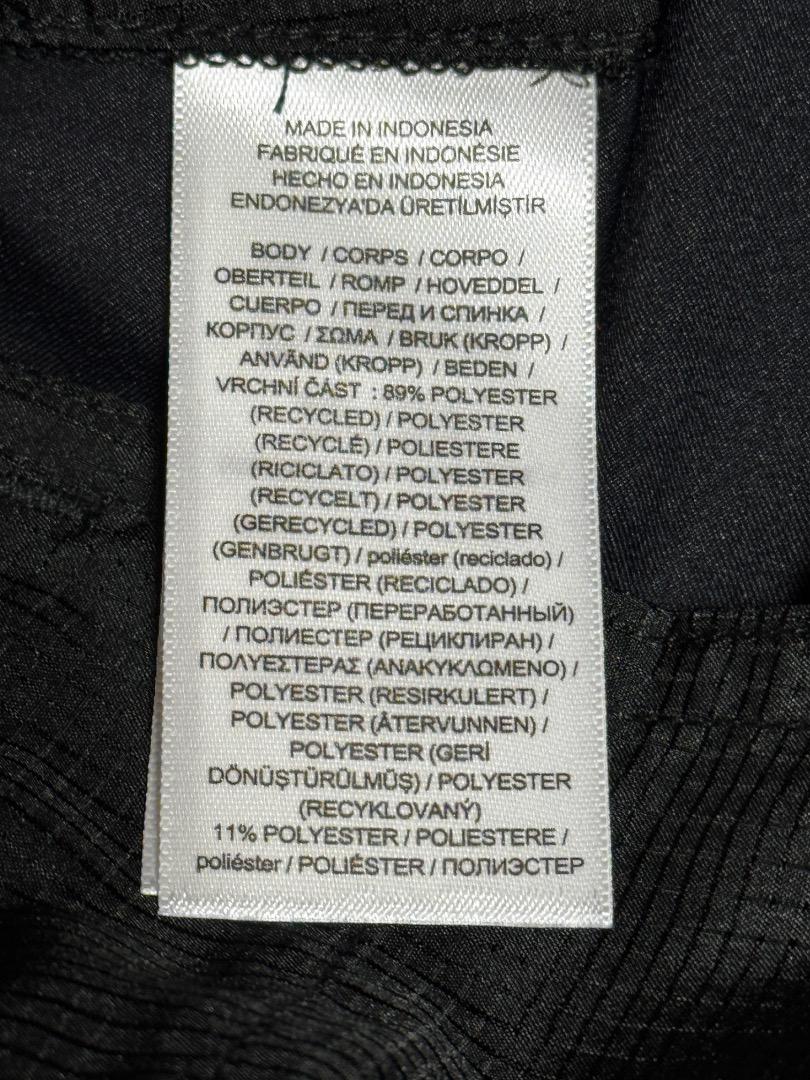 MADE IN INDONESIA
FABRIQUÉ EN INDONÉSIE
HECHO EN INDONESIA
ENDONEZYA'DA ÜRETİLMİŞTİR
BODY / CORPS / CORPO /
OBERTEIL / ROMP / HOVEDDEL /
CUERPO / ПЕРЕД И СПИНКА /
КОРПУС / ΣΩΜΑ / BRUK (KROPP) /
ANVÄND (KROPP) / BEDEN /
VRCHNÍ ČÁST : 89% POLYESTER
(RECYCLED) / POLYESTER
(RECYCLÉ) / POLIESTERE
(RICICLATO) / POLYESTER
(RECYCELT) / POLYESTER
(GERECYCLED) / POLYESTER
(GENBRUGT) / poliéster (reciclado) /
POLIÉSTER (RECICLADO) /
ПОЛИЭСТЕР (ПЕРЕРАБОТАННЫЙ)
/ ПОЛИЕСТЕР (РЕЦИКЛИРАН) /
ΠΟΛΥΕΣΤΕΡΑΣ (ΑΝΑΚΥΚΛΩΜΕΝΟ) /
POLYESTER (RESIRKULERT) /
POLYESTER (ÅTERVUNNEN) /
POLYESTER (GERİ
DÖNÜŞTÜRÜLMÜŞ) / POLYESTER
(RECYKLOVANÝ)
11% POLYESTER / POLIESTERE /
poliéster / POLIÉSTER / ПОЛИЭСТЕР